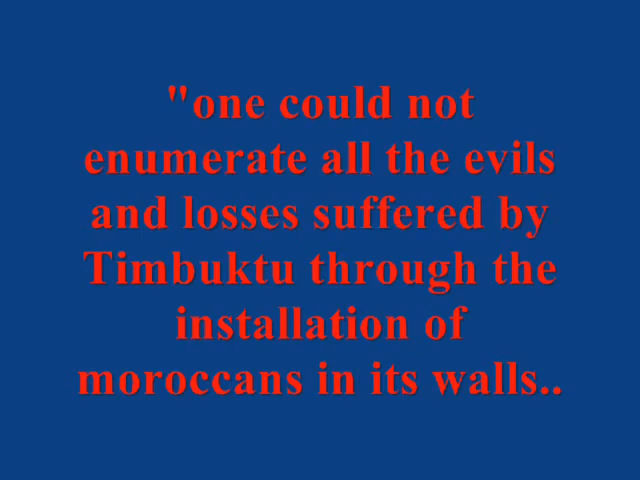 "one could not
enumerate all the evils
and losses suffered by
Timbuktu through the
installation of
moroccans in its walls..